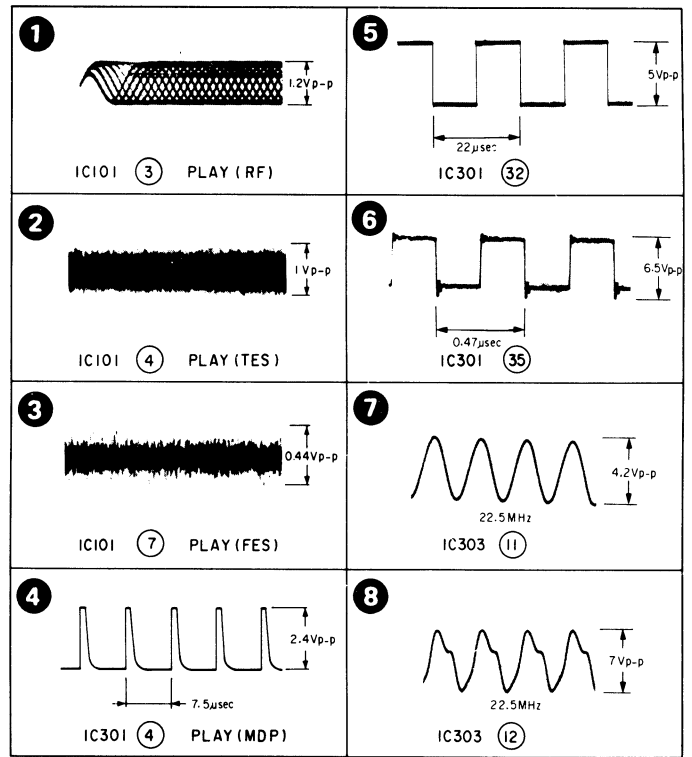 1
1.2Vp-p
IC101 3 PLAY (RF)
2
1Vp-p
IC101 4 PLAY (TES)
3
0.44Vp-p
IC101 7 PLAY (FES)
4
2.4Vp-p
7.5µsec
IC301 4 PLAY (MDP)
5
5Vp-p
22µsec
IC301 32
6
6.5Vp-p
0.47µsec
IC301 35
7
4.2Vp-p
22.5MHz
IC303 11
8
7Vp-p
22.5MHz
IC303 12